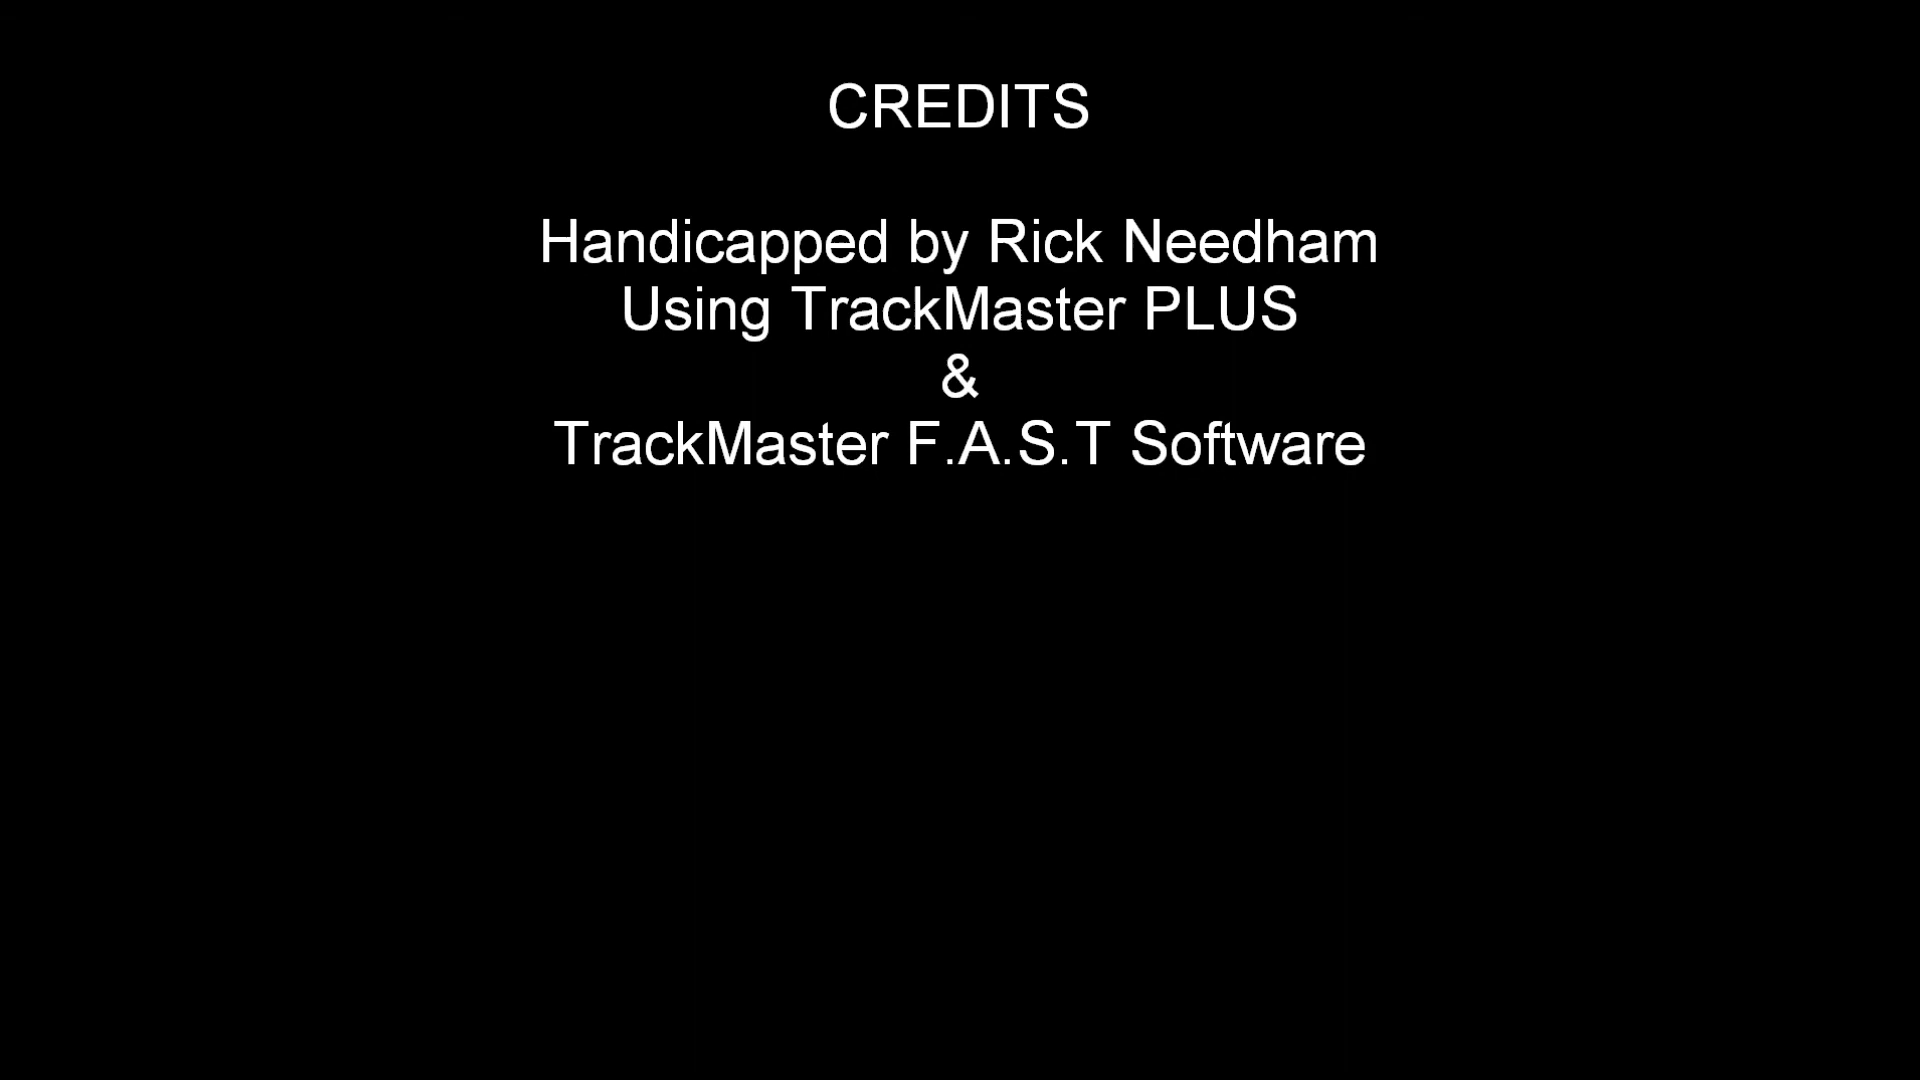 CREDITS
Handicapped by Rick Needham
Using TrackMaster PLUS
&
TrackMaster F.A.S.T Software